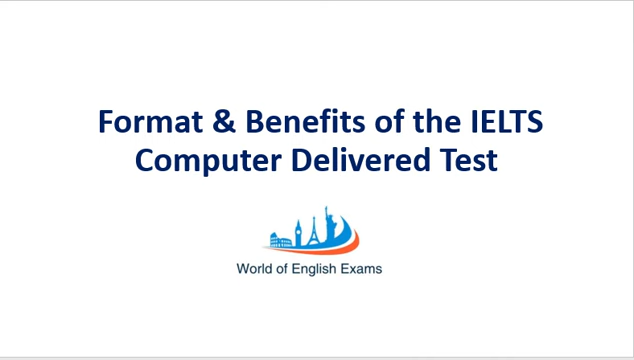 Format & Benefits of the IELTS
Computer Delivered Test
World of English Exams